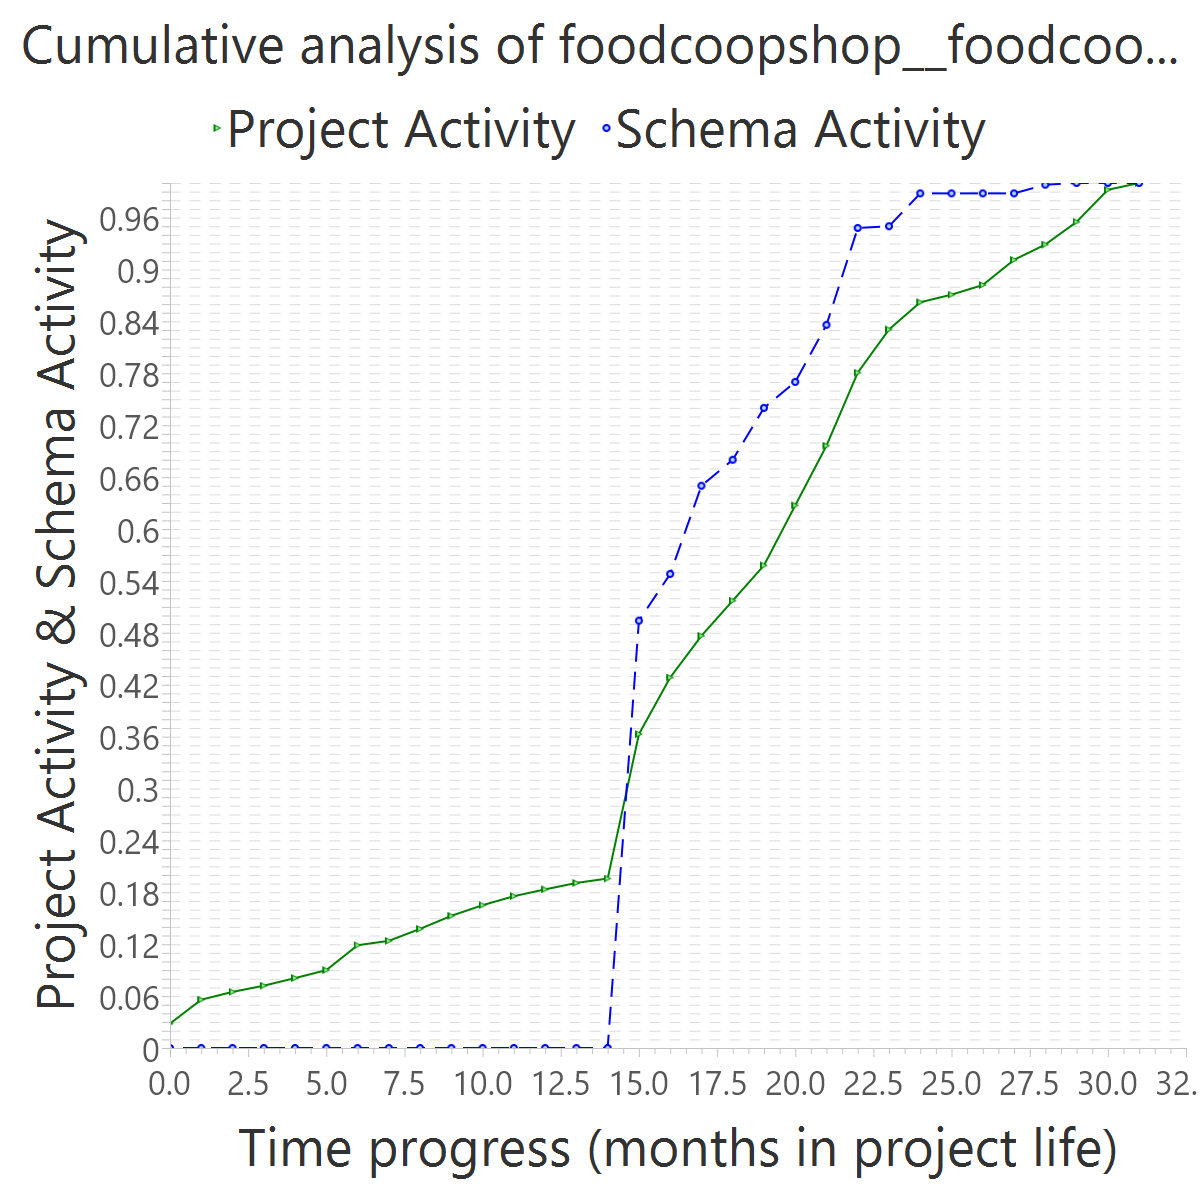 Cumulative analysis of foodcoopshop__foodcoo...
Project Activity
Schema Activity
Project Activity & Schema Activity
0.96
0.9
0.84
0.78
0.72
0.66
0.6
0.54
0.48
0.42
0.36
0.3
0.24
0.18
0.12
0.06
0
0.0 2.5 5.0 7.5 10.0 12.5 15.0 17.5 20.0 22.5 25.0 27.5 30.0 32.
Time progress (months in project life)